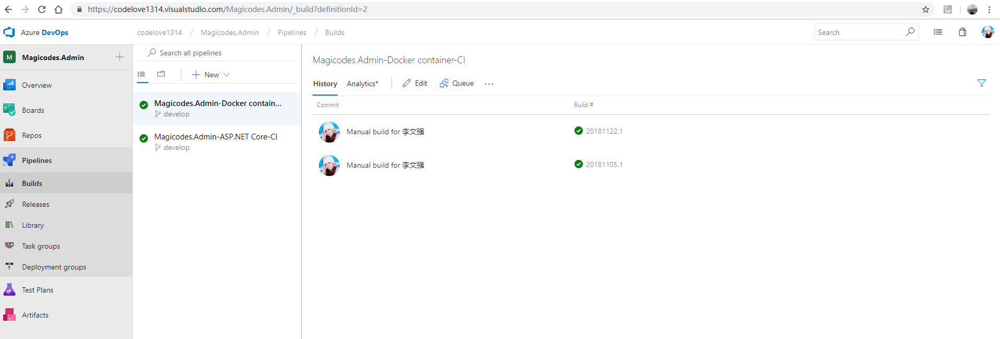 https://codelove1314.visualstudio.com/Magicodes.Admin/_build?definitionId=2
RP
Azure DevOps
codelove1314 / Magicodes.Admin / Pipelines / Builds
Search
M Magicodes.Admin
Overview
Boards
Repos
Pipelines
Builds
Releases
Library
Task groups
Deployment groups
Test Plans
Artifacts
Search all pipelines
New
Magicodes.Admin-Docker contain...
develop
Magicodes.Admin-ASP.NET Core-CI
develop
Magicodes.Admin-Docker container-CI
History Analytics* Edit Queue ...
Commit Build #
Manual build for 李文强 20181122.1
Manual build for 李文强 20181105.1